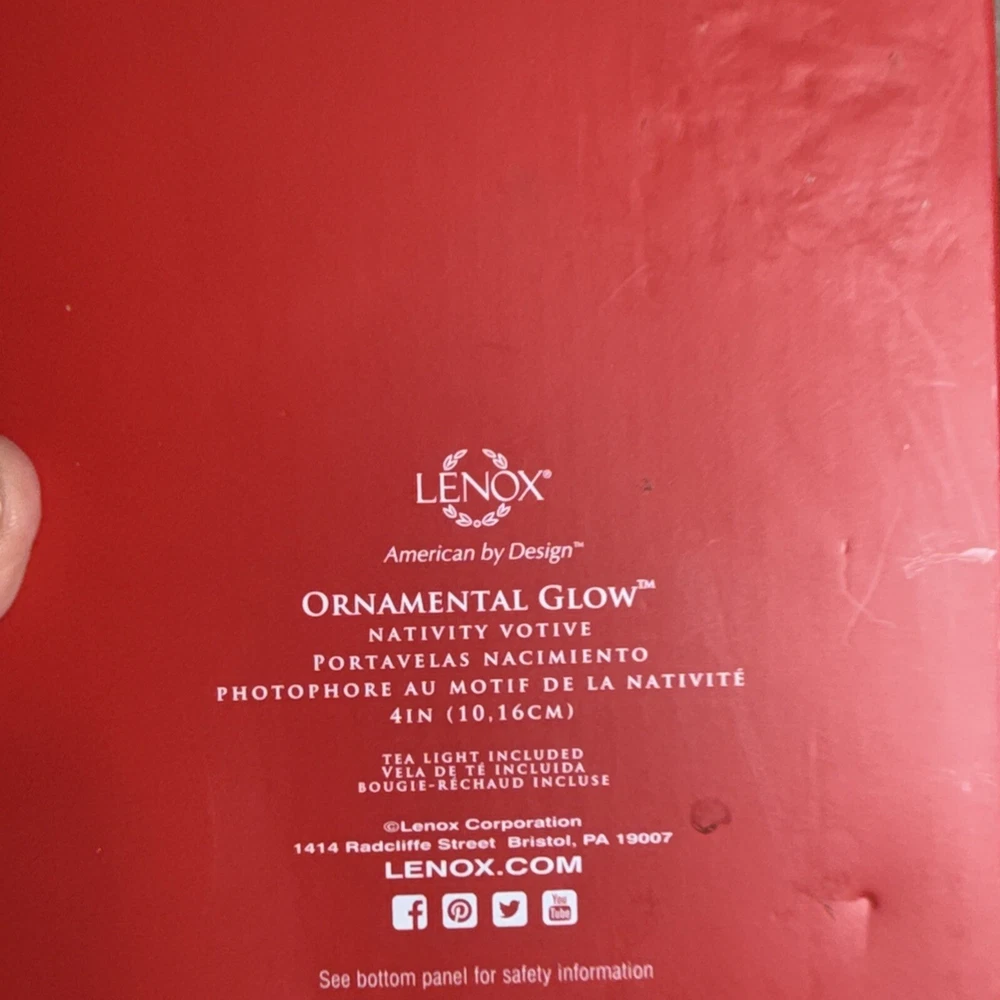 LENOX®
American by Design™
ORNAMENTAL GLOW™
NATIVITY VOTIVE
PORTAVELAS NACIMIENTO
PHOTOPHORE AU MOTIF DE LA NATIVITÉ
4IN (10,16CM)
TEA LIGHT INCLUDED
VELA DE TÉ INCLUIDA
BOUGIE-RÉCHAUD INCLUSE
©Lenox Corporation
1414 Radcliffe Street Bristol, PA 19007
LENOX.COM
You
Tube
See bottom panel for safety information